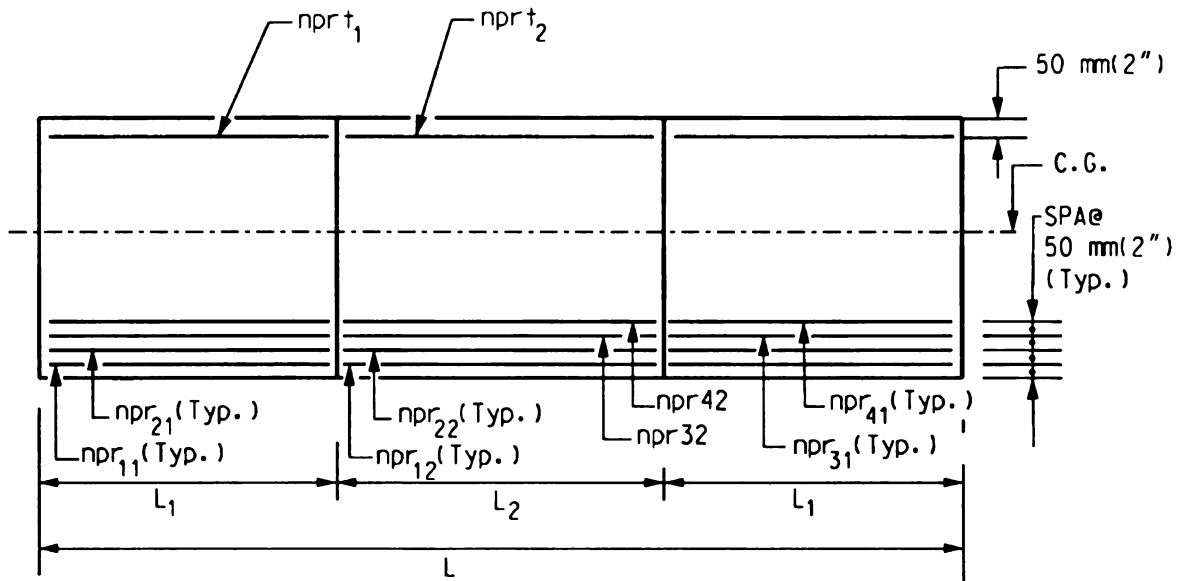 nprt₁
nprt₂
50 mm(2")
C.G.
SPA@
50 mm(2")
(Typ.)
npr₂₁(Typ.)
npr₁₁(Typ.)
npr₂₂(Typ.)
npr₁₂(Typ.)
npr42
npr32
npr₄₁(Typ.)
npr₃₁(Typ.)
L₁
L₂
L₁
L